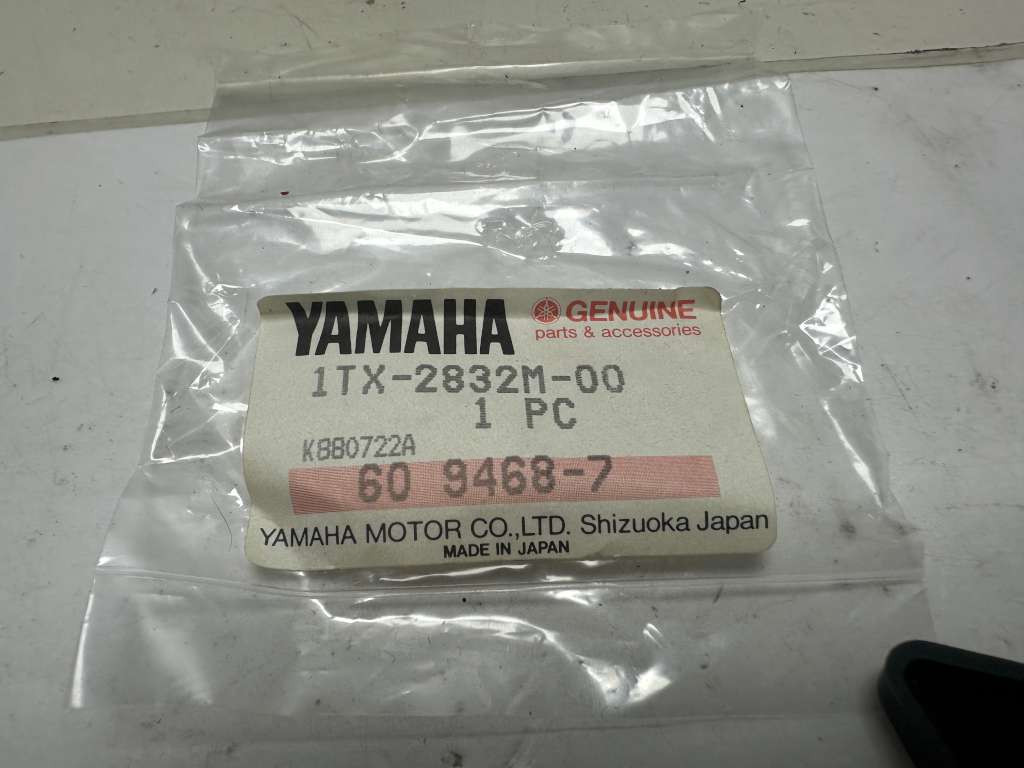 YAMAHA GENUINE
parts & accessories
1TX-2832M-00
1 PC
K880722A
60 9468-7
YAMAHA MOTOR CO.,LTD. Shizuoka Japan
MADE IN JAPAN